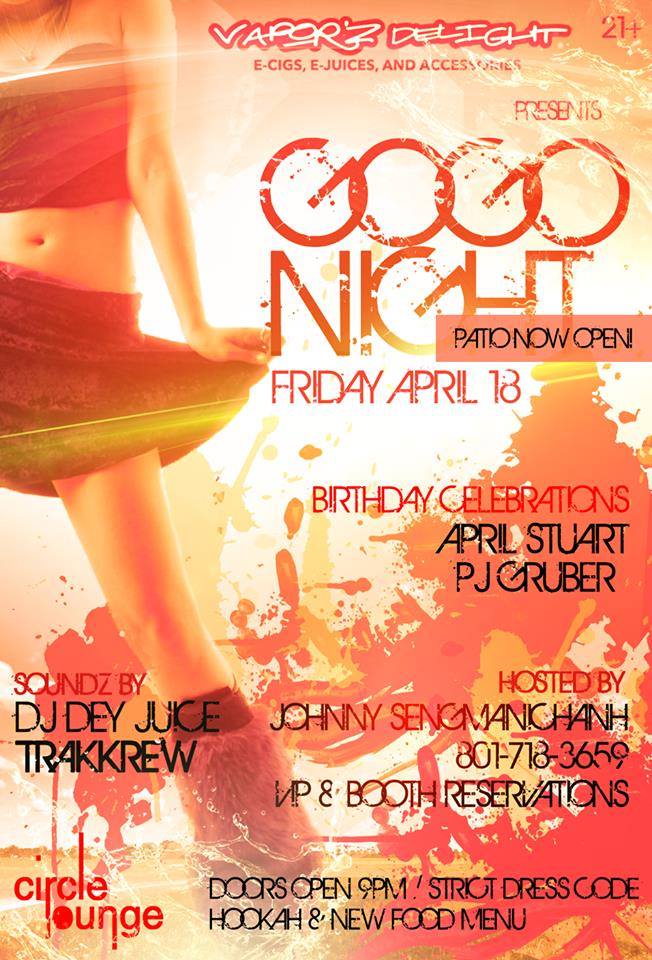 VAPOR'Z DELIGHT
21+
E-CIGS, E-JUICES, AND ACCESSORIES
PRESENTS
GOGO
NIGHT
PATIO NOW OPEN!
FRIDAY APRIL 18
BIRTHDAY CELEBRATIONS
APRIL STUART
PJ GRUBER
SOUNDZ BY
DJ DEY JUICE
TRAKKREW
HOSTED BY
JOHNNY SENGMANICHANH
801-718-3659
VIP & BOOTH RESERVATIONS
circle
lounge
DOORS OPEN 9PM / STRICT DRESS CODE
HOOKAH & NEW FOOD MENU